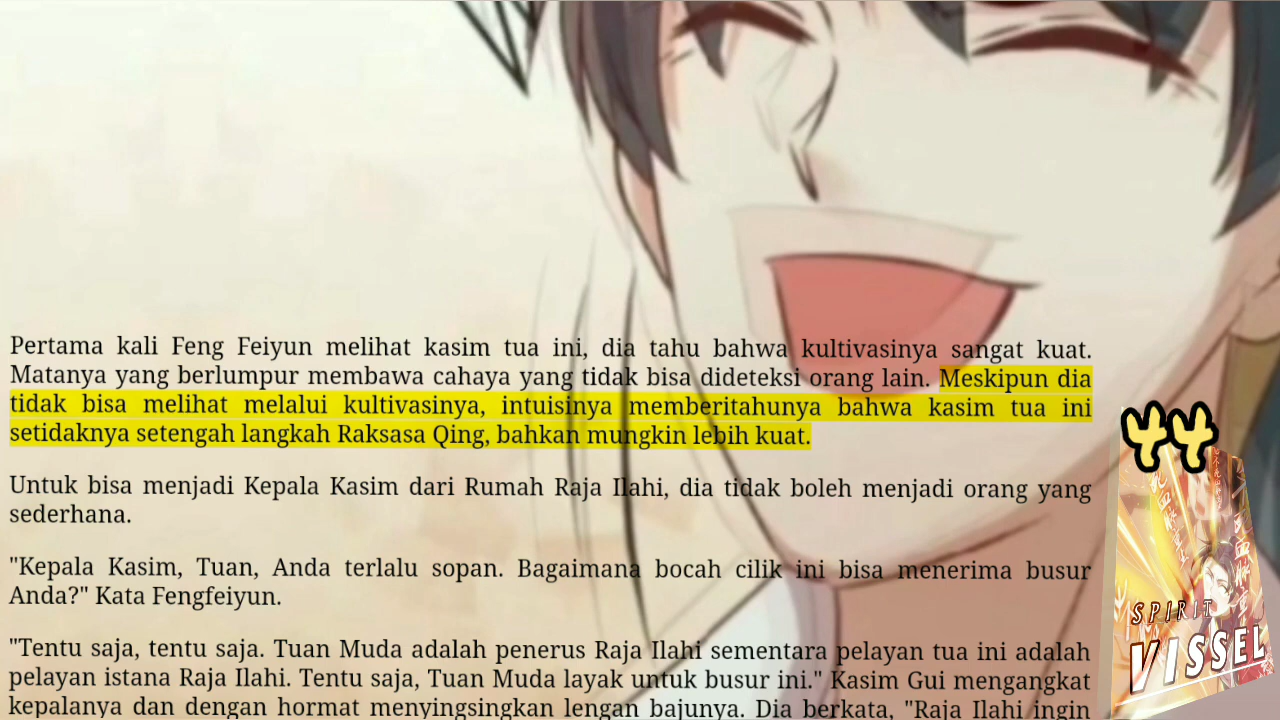 Pertama kali Feng Feiyun melihat kasim tua ini, dia tahu bahwa kultivasinya sangat kuat.
Matanya yang berlumpur membawa cahaya yang tidak bisa dideteksi orang lain. Meskipun dia
tidak bisa melihat melalui kultivasinya, intuisinya memberitahunya bahwa kasim tua ini
setidaknya setengah langkah Raksasa Qing, bahkan mungkin lebih kuat.
Untuk bisa menjadi Kepala Kasim dari Rumah Raja Ilahi, dia tidak boleh menjadi orang yang
sederhana.
"Kepala Kasim, Tuan, Anda terlalu sopan. Bagaimana bocah cilik ini bisa menerima busur
Anda?" Kata Fengfeiyun.
"Tentu saja, tentu saja. Tuan Muda adalah penerus Raja Ilahi sementara pelayan tua ini adalah
pelayan istana Raja Ilahi. Tentu saja, Tuan Muda layak untuk busur ini." Kasim Gui mengangkat
kepalanya dan dengan hormat menyingsingkan lengan bajunya. Dia berkata, "Raja Ilahi ingin
44
SPIRIT
VISSEL